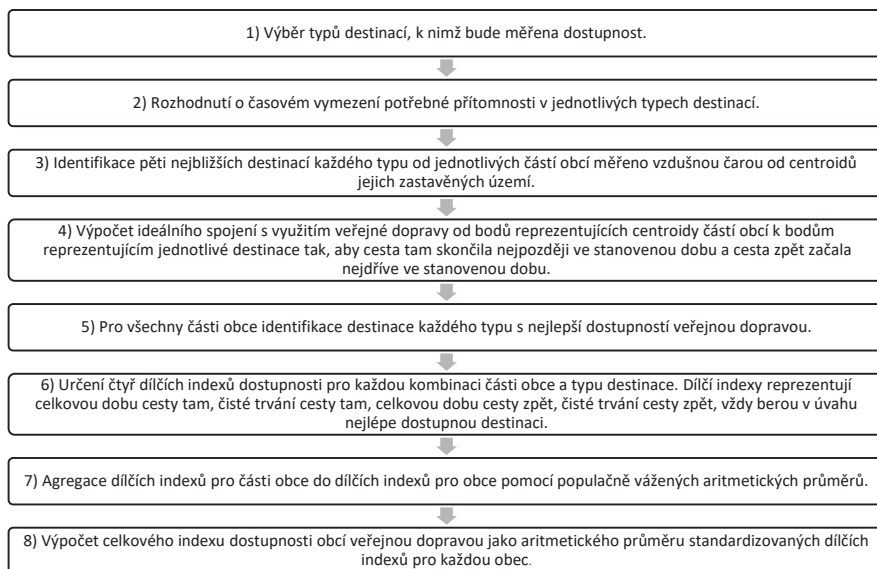 1) Výběr typů destinací, k nimž bude měřena dostupnost.
2) Rozhodnutí o časovém vymezení potřebné přítomnosti v jednotlivých typech destinací.
3) Identifikace pěti nejbližších destinací každého typu od jednotlivých částí obcí měřeno vzdušnou čarou od centroidů
jejich zastavěných území.
4) Výpočet ideálního spojení s využitím veřejné dopravy od bodů reprezentujících centroidy částí obcí k bodům
reprezentujícím jednotlivé destinace tak, aby cesta tam skončila nejpozději ve stanovenou dobu a cesta zpět začala
nejdříve ve stanovenou dobu.
5) Pro všechny části obce identifikace destinace každého typu s nejlepší dostupností veřejnou dopravou.
6) Určení čtyř dílčích indexů dostupnosti pro každou kombinaci části obce a typu destinace. Dílčí indexy reprezentují
celkovou dobu cesty tam, čisté trvání cesty tam, celkovou dobu cesty zpět, čisté trvání cesty zpět, vždy berou v úvahu
nejlépe dostupnou destinaci.
7) Agregace dílčích indexů pro části obce do dílčích indexů pro obce pomocí populačně vážených aritmetických průměrů.
8) Výpočet celkového indexu dostupnosti obcí veřejnou dopravou jako aritmetického průměru standardizovaných dílčích
indexů pro každou obec.